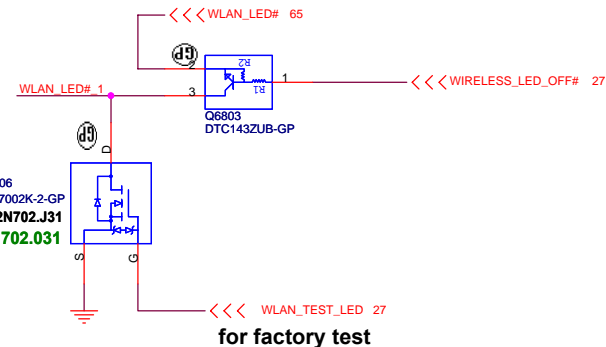 WLAN_LED# 65
GP
2
R2
R1
1
WIRELESS_LED_OFF# 27
WLAN_LED#_1
3
Q6803
DTC143ZUB-GP
GP
D
06
7002K-2-GP
2N702.J31
702.031
S
G
WLAN_TEST_LED 27
for factory test